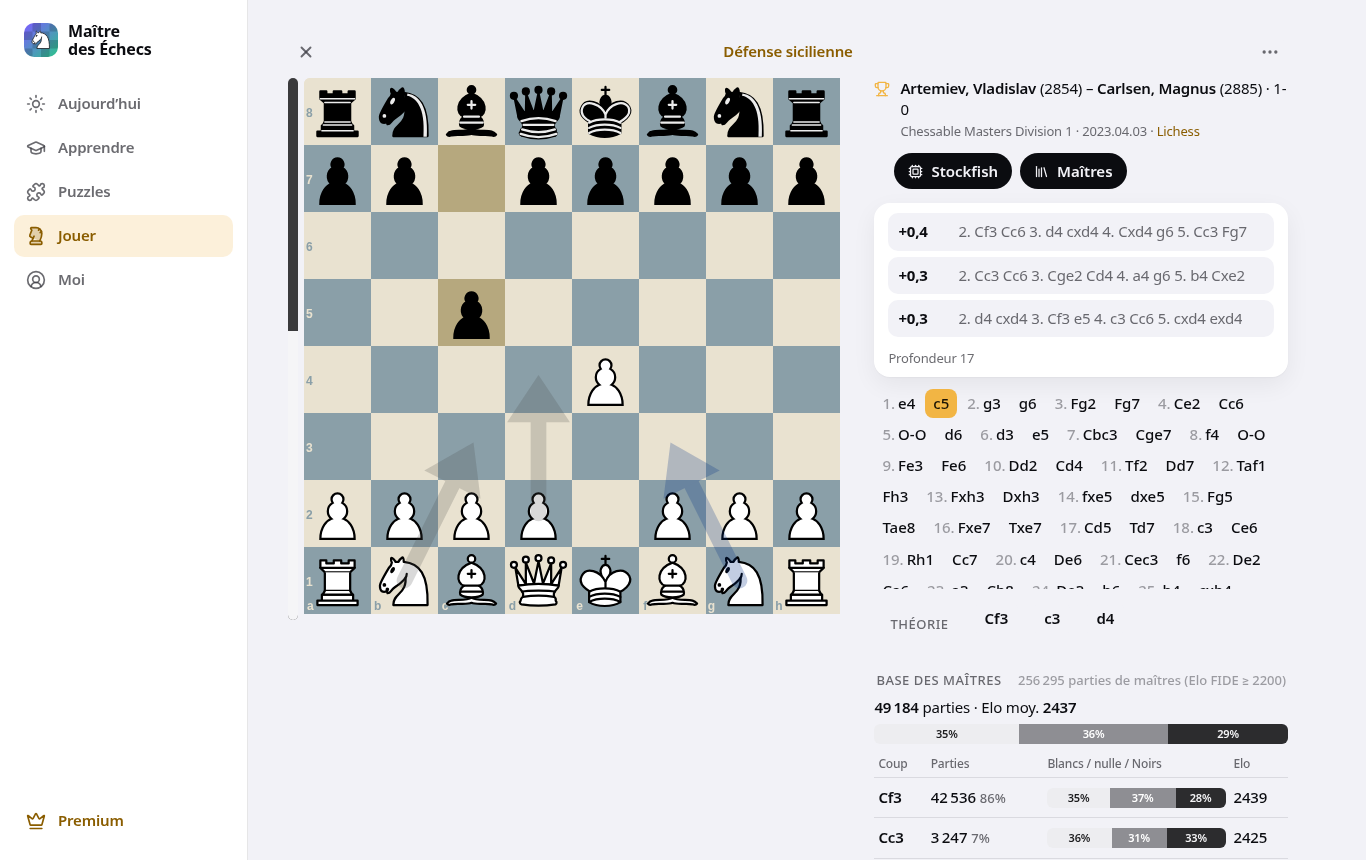 Maître
des Échecs
Aujourd’hui
Apprendre
Puzzles
Jouer
Moi
Premium
Défense sicilienne
8
7
6
5
4
3
2
1
a b c d e f g h
Artemiev, Vladislav (2854) – Carlsen, Magnus (2885) · 1-
0
Chessable Masters Division 1 · 2023.04.03 · Lichess
Stockfish Maîtres
+0,4 2. Cf3 Cc6 3. d4 cxd4 4. Cxd4 g6 5. Cc3 Fg7
+0,3 2. Cc3 Cc6 3. Cge2 Cd4 4. a4 g6 5. b4 Cxe2
+0,3 2. d4 cxd4 3. Cf3 e5 4. c3 Cc6 5. cxd4 exd4
Profondeur 17
1. e4 c5 2. g3 g6 3. Fg2 Fg7 4. Ce2 Cc6
5. O-O d6 6. d3 e5 7. Cbc3 Cge7 8. f4 O-O
9. Fe3 Fe6 10. Dd2 Cd4 11. Tf2 Dd7 12. Taf1
Fh3 13. Fxh3 Dxh3 14. fxe5 dxe5 15. Fg5
Tae8 16. Fxe7 Txe7 17. Cd5 Td7 18. c3 Ce6
19. Rh1 Cc7 20. c4 De6 21. Cec3 f6 22. De2
THÉORIE Cf3 c3 d4
BASE DES MAÎTRES 256 295 parties de maîtres (Elo FIDE ≥ 2200)
49 184 parties · Elo moy. 2437
35% 36% 29%
Coup Parties Blancs / nulle / Noirs Elo
Cf3 42 536 86% 35% 37% 28% 2439
Cc3 3 247 7% 36% 31% 33% 2425